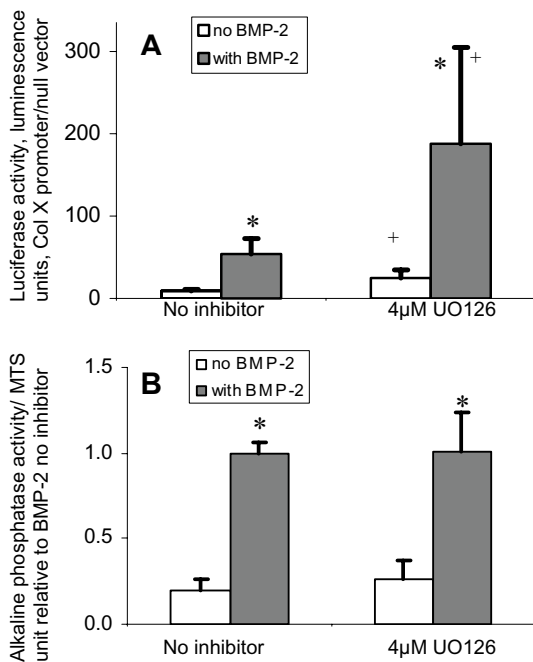 A
no BMP-2
with BMP-2
Luciferase activity, luminescence
units, Col X promoter/null vector
300
200
100
0
*
+
*
+
No inhibitor
4µM UO126
B
no BMP-2
with BMP-2
Alkaline phosphatase activity/ MTS
unit relative to BMP-2 no inhibitor
1.5
1.0
0.5
0.0
*
*
No inhibitor
4µM UO126